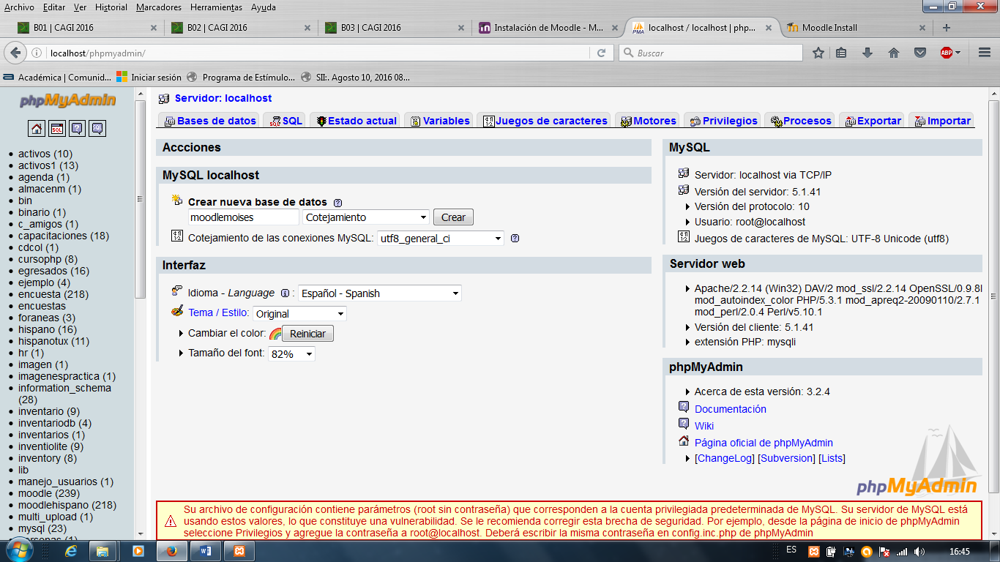 Archivo Editar Ver Historial Marcadores Herramientas Ayuda
B01 | CAGI 2016
B02 | CAGI 2016
B03 | CAGI 2016
Instalación de Moodle - M...
localhost / localhost | php...
Moodle Install
localhost/phpmyadmin/
Buscar
ABP
Académica | Comunid...
Iniciar sesión
Programa de Estímulo...
SII:. Agosto 10, 2016 08...
phpMyAdmin
SQL
activos (10)
activos1 (13)
agenda (1)
almacenm (1)
bin
binario (1)
c_amigos (1)
capacitaciones (18)
cdcol (1)
cursophp (8)
egresados (16)
ejemplo (4)
encuesta (218)
encuestas
foraneas (3)
hispano (16)
hispanotux (11)
hr (1)
imagen (1)
imagenespractica (1)
information_schema
(28)
inventario (9)
inventariodb (4)
inventarios (1)
inventiolite (9)
inventory (8)
lib
manejo_usuarios (1)
moodle (239)
moodlehispano (218)
multi_upload (1)
mysql (23)
personas (1)
Servidor: localhost
Bases de datos SQL Estado actual Variables Juegos de caracteres Motores Privilegios Procesos Exportar Importar
Accciones
MySQL localhost
Crear nueva base de datos
moodlemoises Cotejamiento Crear
Cotejamiento de las conexiones MySQL: utf8_general_ci
Interfaz
Idioma - Language : Español - Spanish
Tema / Estilo: Original
Cambiar el color: Reiniciar
Tamaño del font: 82%
MySQL
Servidor: localhost via TCP/IP
Versión del servidor: 5.1.41
Versión del protocolo: 10
Usuario: root@localhost
Juegos de caracteres de MySQL: UTF-8 Unicode (utf8)
Servidor web
Apache/2.2.14 (Win32) DAV/2 mod_ssl/2.2.14 OpenSSL/0.9.8l
mod_autoindex_color PHP/5.3.1 mod_apreq2-20090110/2.7.1
mod_perl/2.0.4 Perl/v5.10.1
Versión del cliente: 5.1.41
extensión PHP: mysqli
phpMyAdmin
Acerca de esta versión: 3.2.4
Documentación
Wiki
Página oficial de phpMyAdmin
[ChangeLog] [Subversion] [Lists]
phpMyAdmin
Su archivo de configuración contiene parámetros (root sin contraseña) que corresponden a la cuenta privilegiada predeterminada de MySQL. Su servidor de MySQL está
usando estos valores, lo que constituye una vulnerabilidad. Se le recomienda corregir esta brecha de seguridad. Por ejemplo, desde la página de inicio de phpMyAdmin
seleccione Privilegios y agregue la contraseña a root@localhost. Deberá escribir la misma contraseña en config.inc.php de phpMyAdmin
ES
16:45